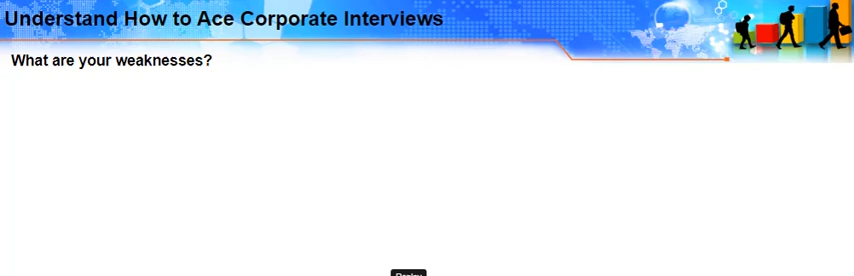 Understand How to Ace Corporate Interviews
What are your weaknesses?